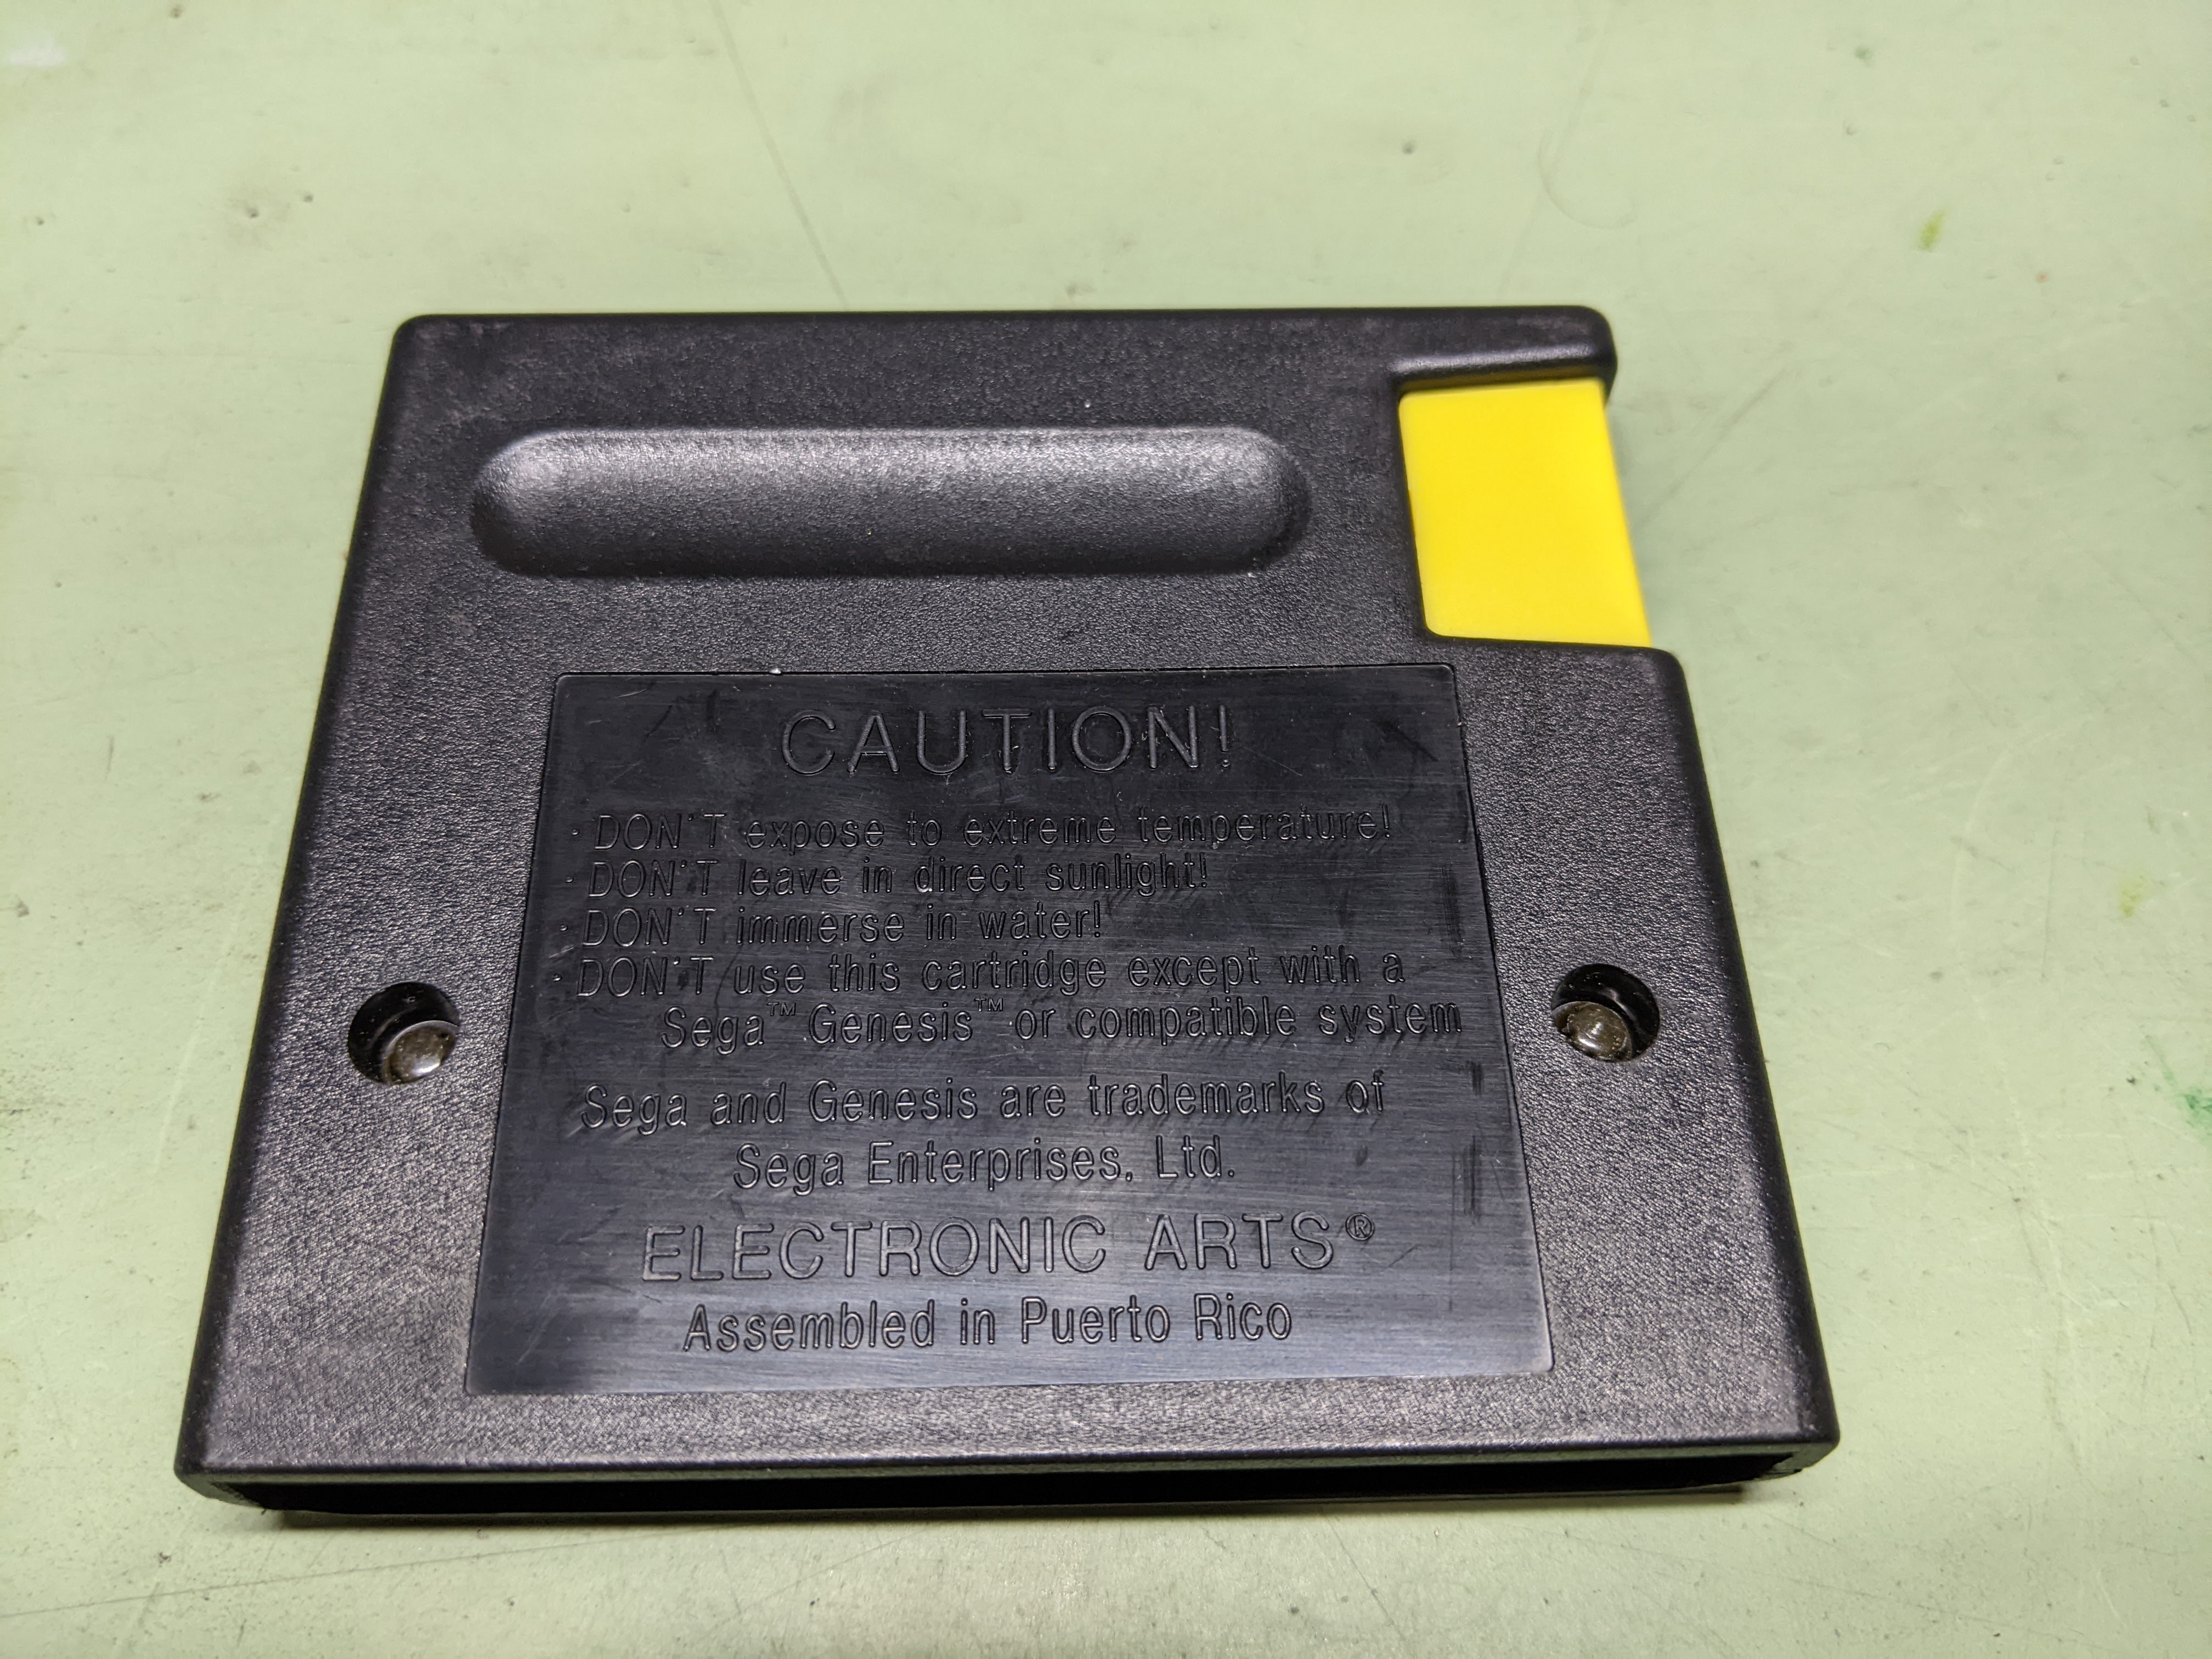 CAUTION!
· DON'T expose to extreme temperature!
· DON'T leave in direct sunlight!
· DON'T immerse in water!
· DON'T use this cartridge except with a
Sega™ Genesis™ or compatible system
Sega and Genesis are trademarks of
Sega Enterprises, Ltd.
ELECTRONIC ARTS®
Assembled in Puerto Rico